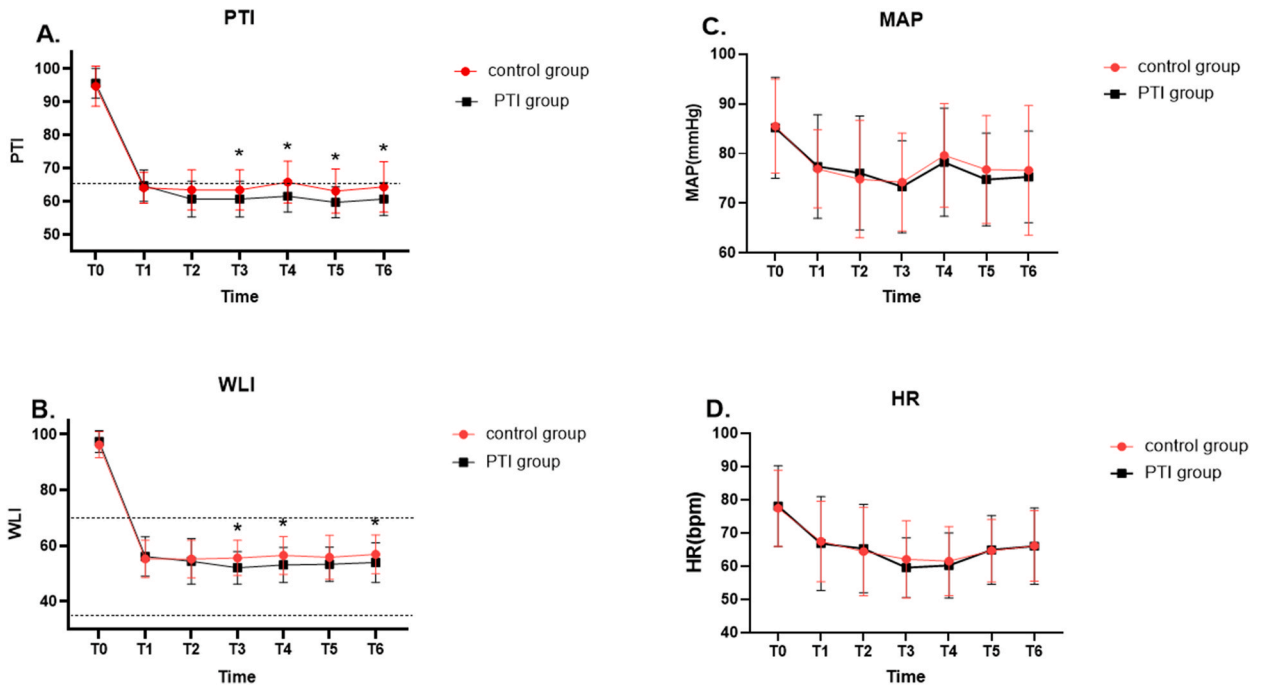 PTI
A.
control group
PTI group
PTI
100
90
80
70
60
50
* * * *
T0 T1 T2 T3 T4 T5 T6
Time
WLI
B.
control group
PTI group
WLI
100
80
60
40
* * *
T0 T1 T2 T3 T4 T5 T6
Time
MAP
C.
control group
PTI group
MAP(mmHg)
100
90
80
70
60
T0 T1 T2 T3 T4 T5 T6
Time
HR
D.
control group
PTI group
HR(bpm)
100
90
80
70
60
50
40
T0 T1 T2 T3 T4 T5 T6
Time